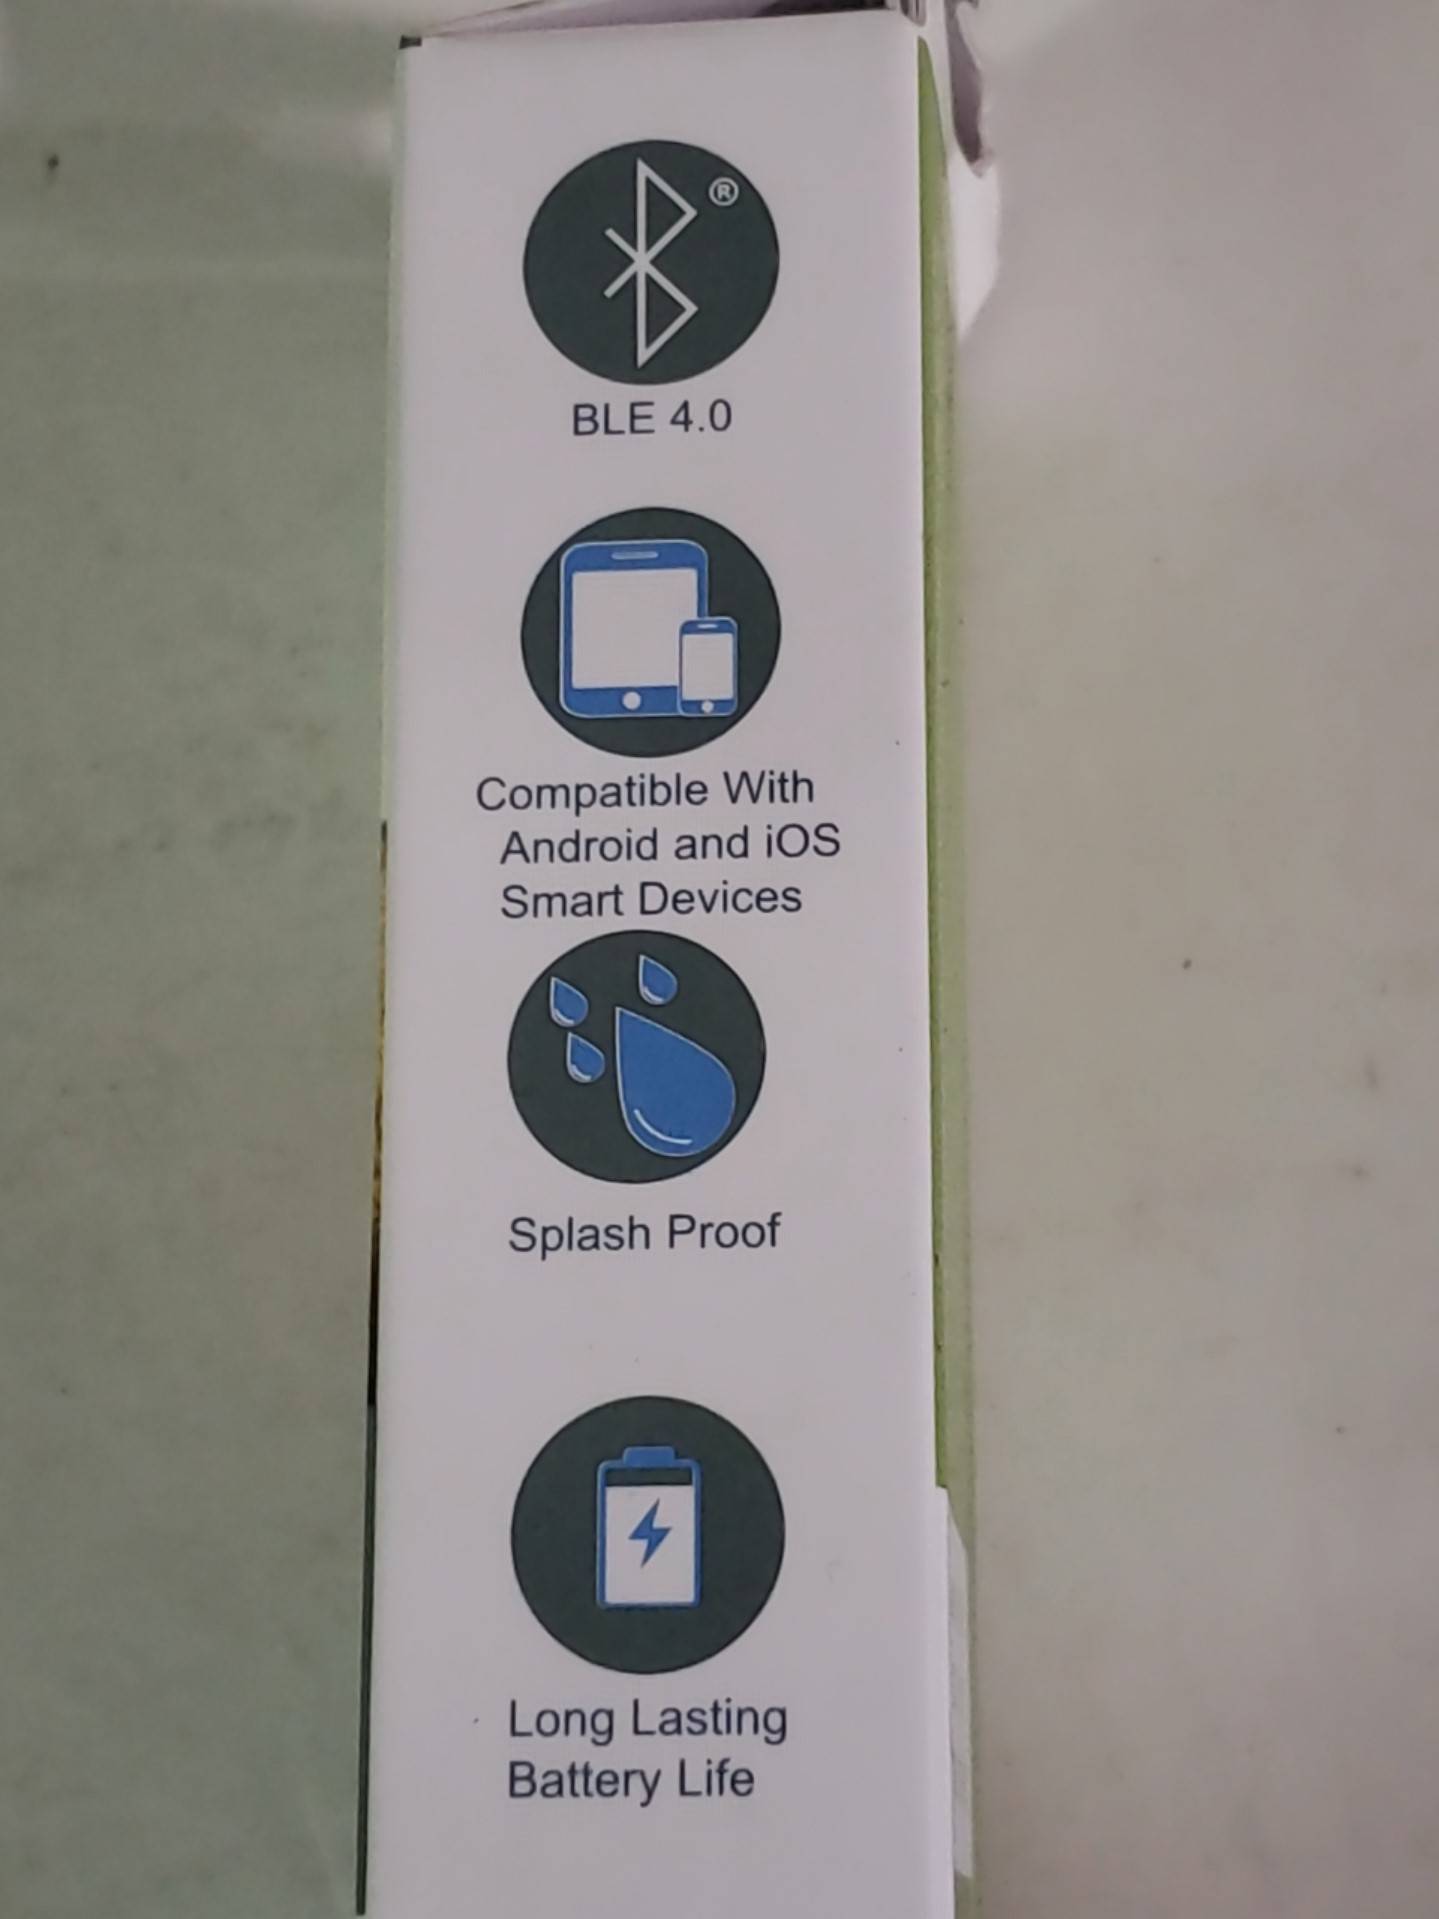 ®
BLE 4.0
Compatible With
Android and iOS
Smart Devices
Splash Proof
Long Lasting
Battery Life